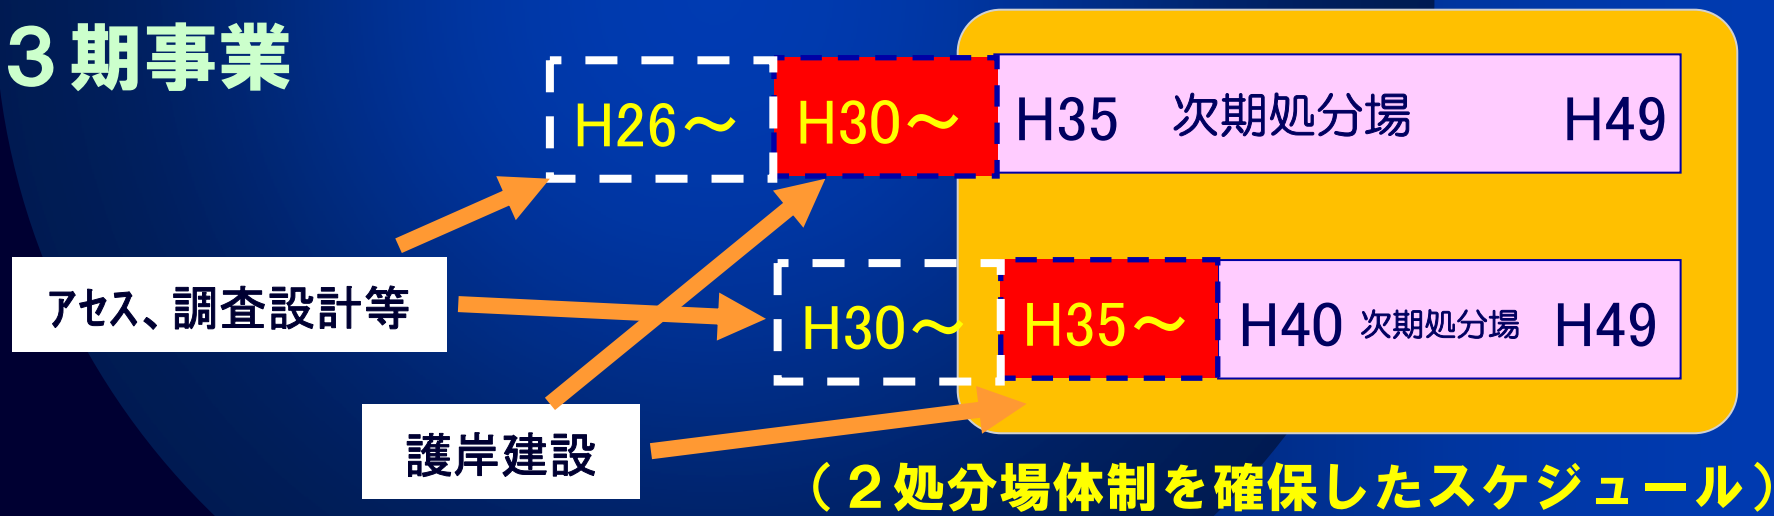 ３期事業
H26～ H30～ H35 次期処分場 H49
アセス、調査設計等
H30～ H35～ H40 次期処分場 H49
護岸建設
（２処分場体制を確保したスケジュール）